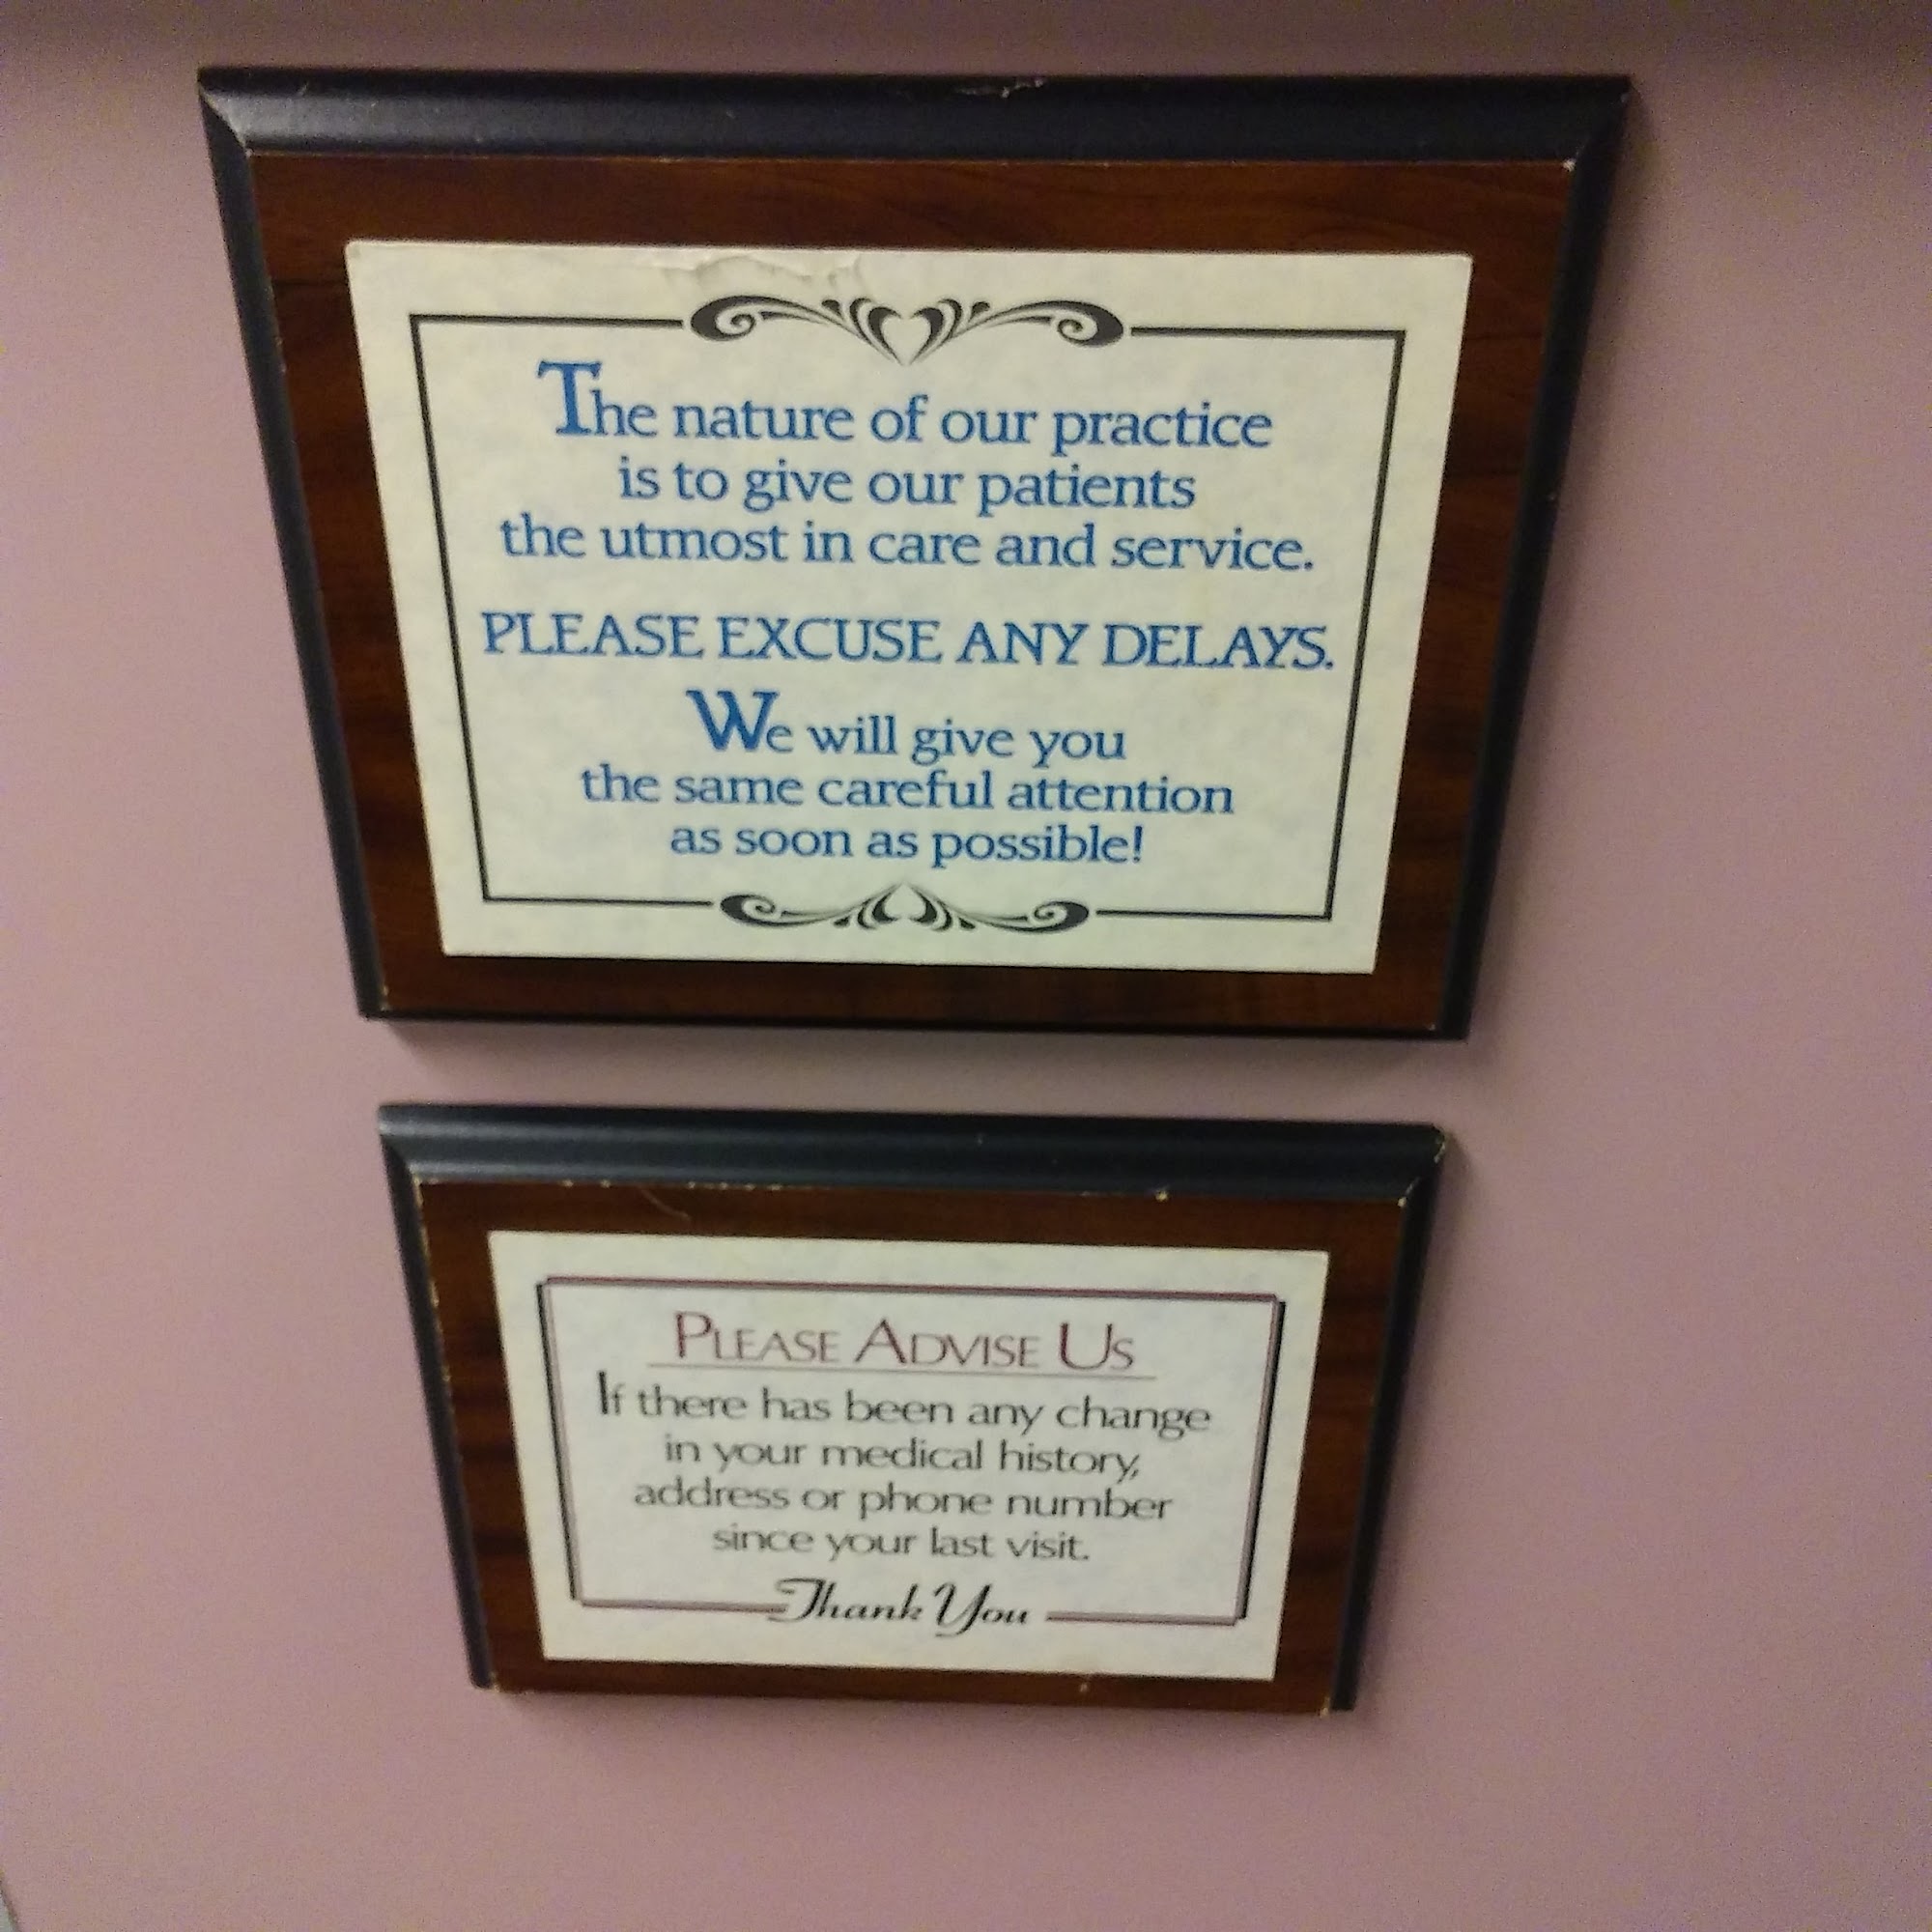 The nature of our practice
is to give our patients
the utmost in care and service.
PLEASE EXCUSE ANY DELAYS.
We will give you
the same careful attention
as soon as possible!
PLEASE ADVISE US
If there has been any change
in your medical history,
address or phone number
since your last visit.
Thank You